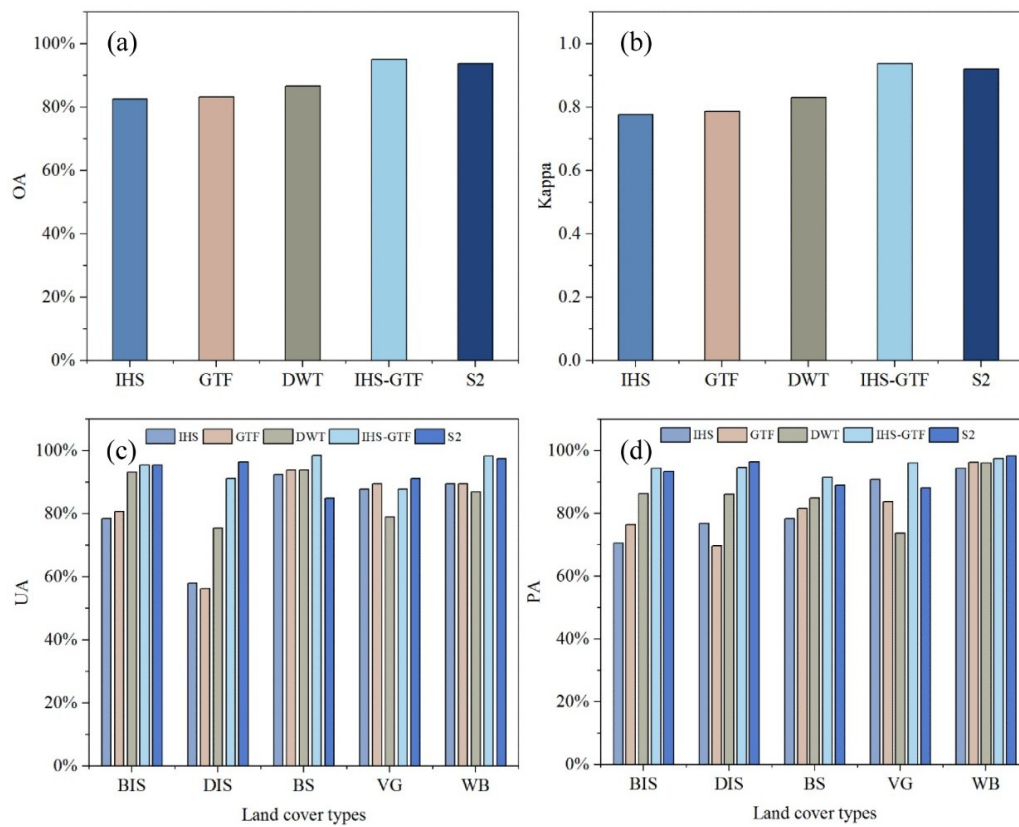 (a)
100%
80%
60%
40%
20%
0%
OA
IHS GTF DWT IHS-GTF S2
(b)
1.0
0.8
0.6
0.4
0.2
0.0
Kappa
IHS GTF DWT IHS-GTF S2
(c)
IHS GTF DWT IHS-GTF S2
100%
80%
60%
40%
20%
0%
UA
BIS DIS BS VG WB
Land cover types
(d)
IHS GTF DWT IHS-GTF S2
100%
80%
60%
40%
20%
0%
PA
BIS DIS BS VG WB
Land cover types